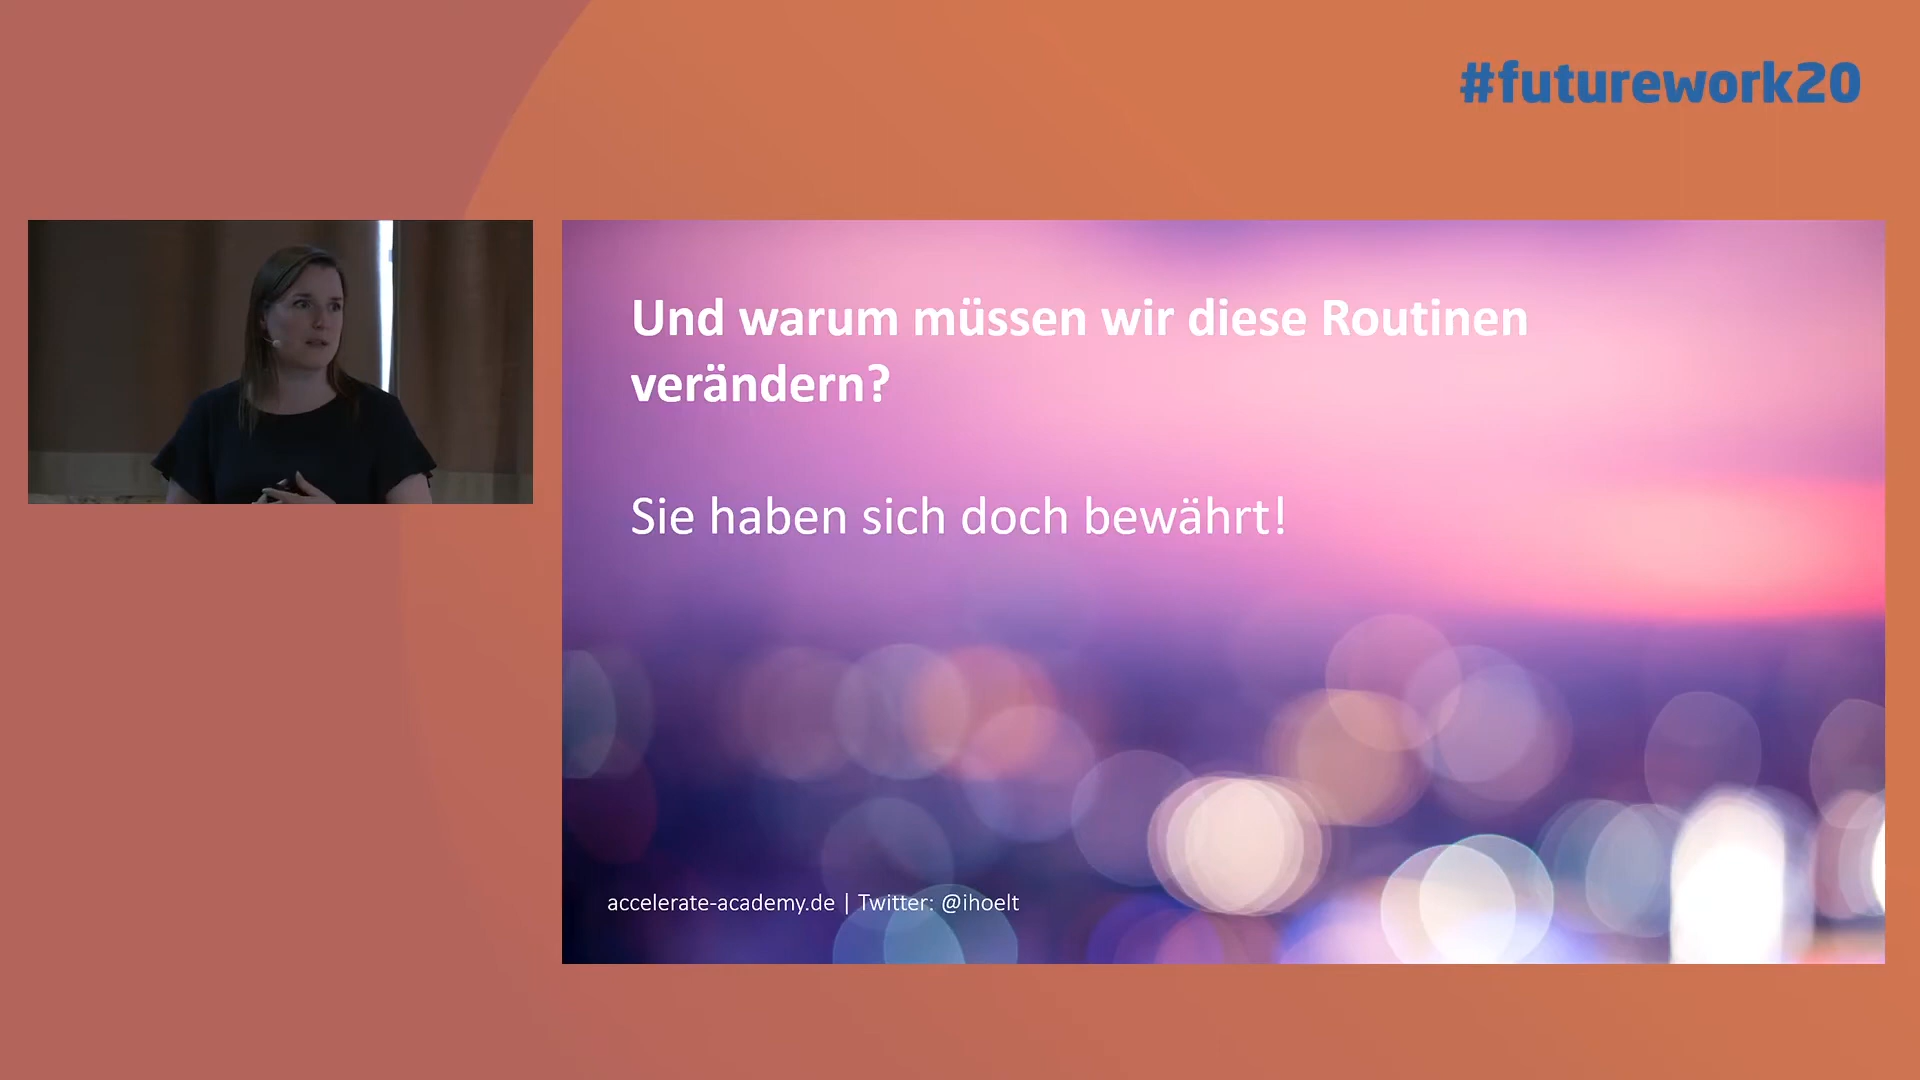 #futurework20
Und warum müssen wir diese Routinen
verändern?
Sie haben sich doch bewährt!
accelerate-academy.de | Twitter: @ihoelt